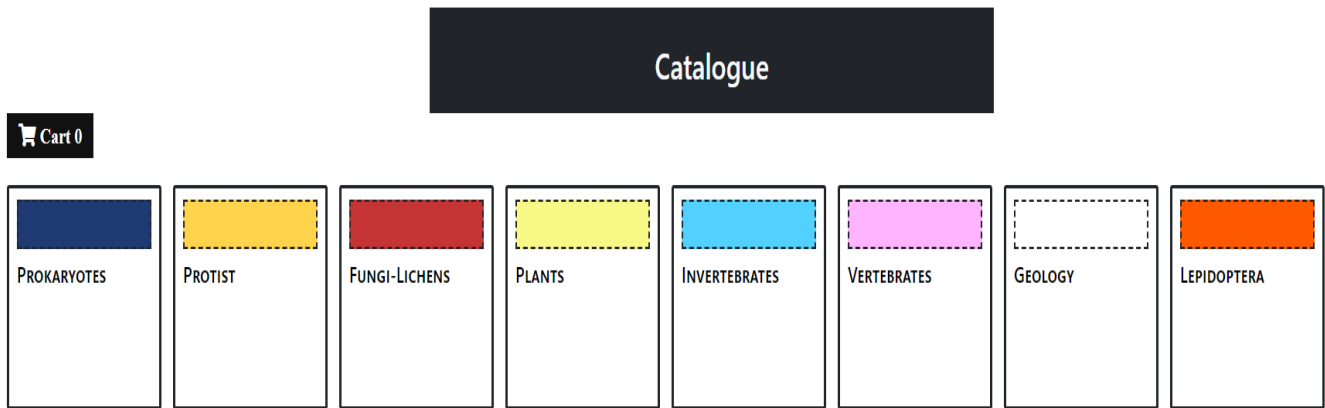 Catalogue
Cart 0
Prokaryotes
Protist
Fungi-Lichens
Plants
Invertebrates
Vertebrates
Geology
Lepidoptera